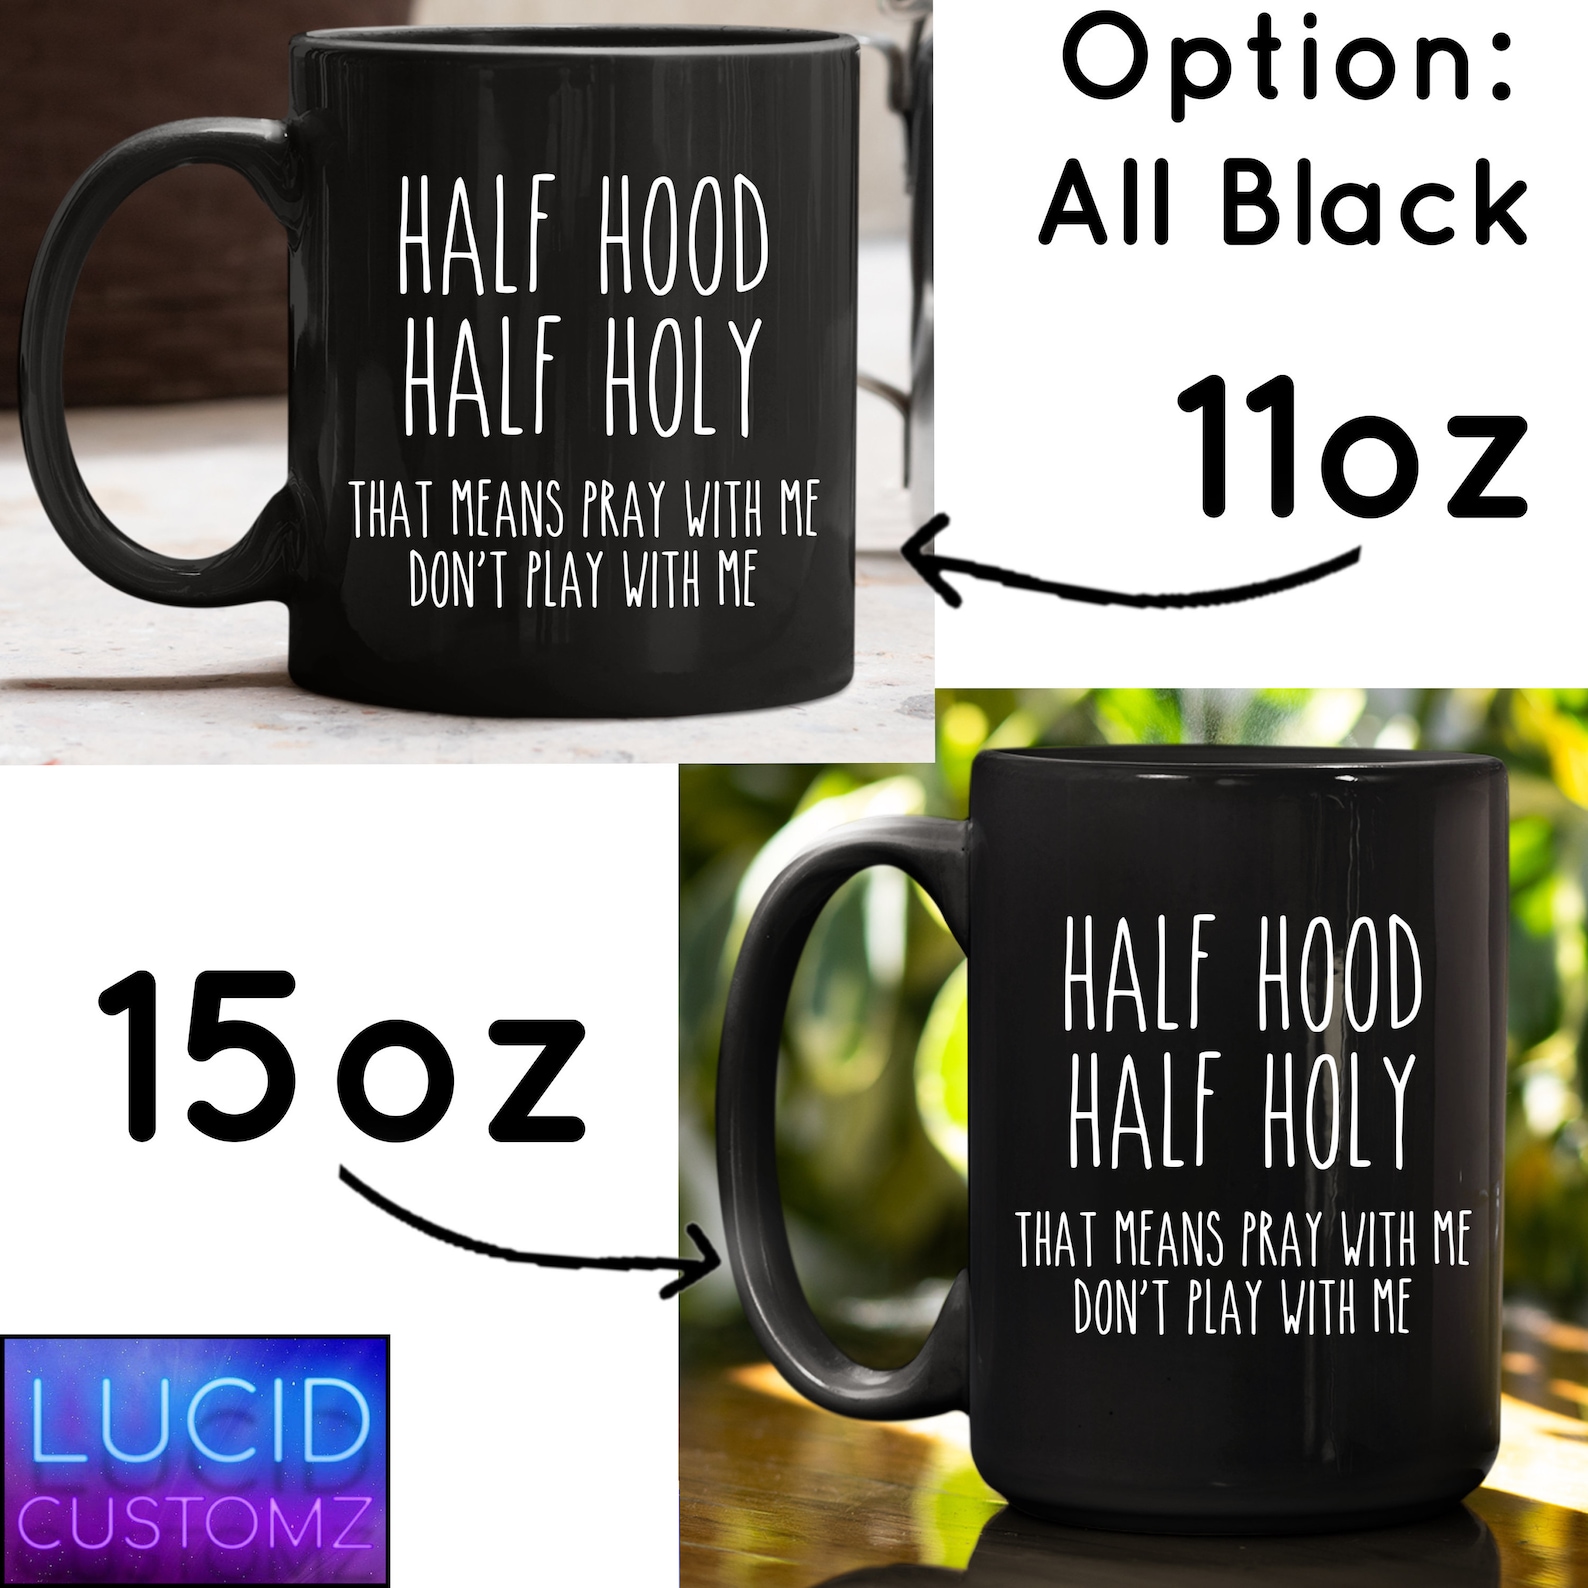 Option:
All Black
11oz
HALF HOOD
HALF HOLY
THAT MEANS PRAY WITH ME
DON'T PLAY WITH ME
15oz
HALF HOOD
HALF HOLY
THAT MEANS PRAY WITH ME
DON'T PLAY WITH ME
LUCID
CUSTOMZ